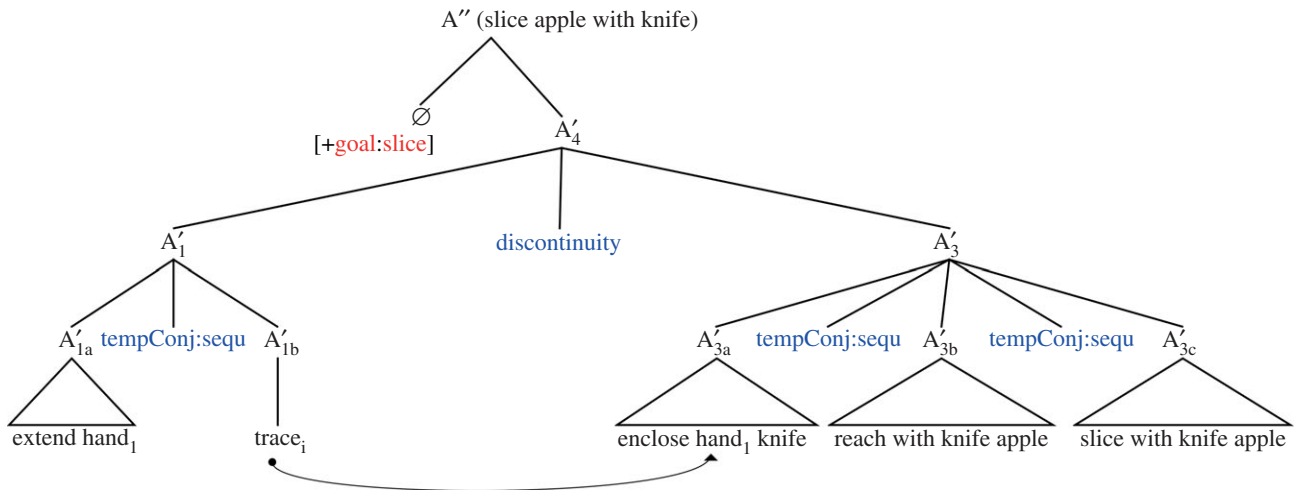 A″ (slice apple with knife)
∅
[+goal:slice]
A′₄
A′₁
discontinuity
A′₃
A′₁ₐ tempConj:sequ A′₁b
A′₃ₐ tempConj:sequ A′₃b tempConj:sequ A′₃c
extend hand₁
traceᵢ
enclose hand₁ knife
reach with knife apple
slice with knife apple